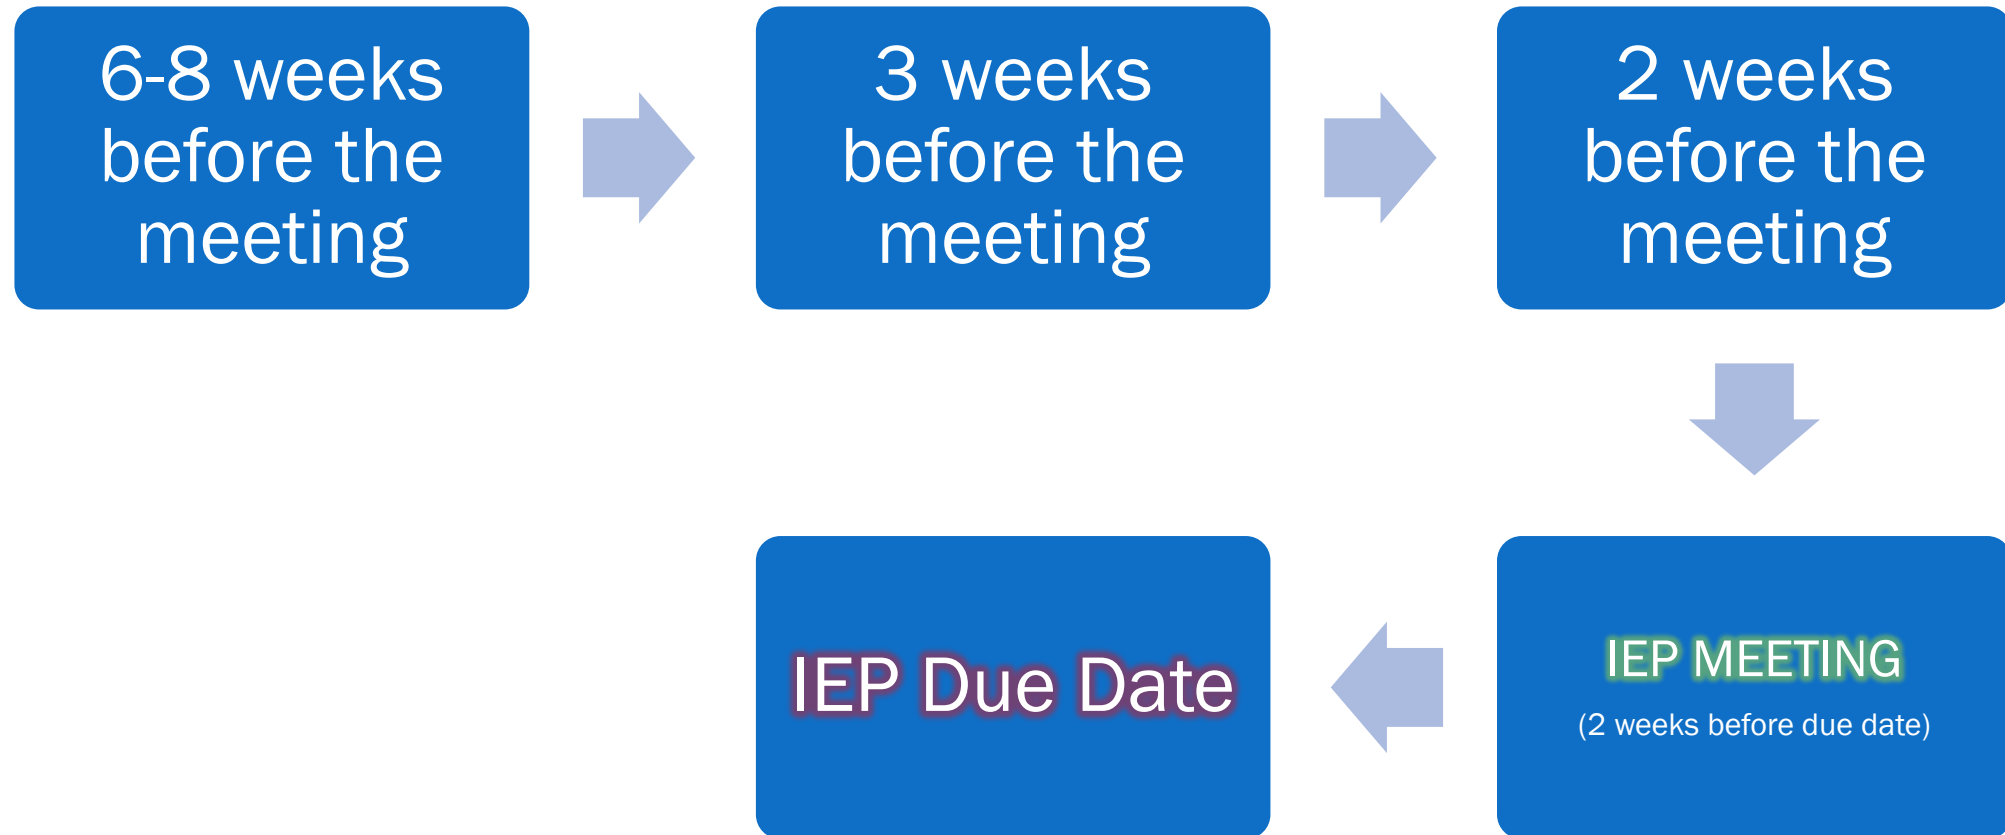 6-8 weeks
before the
meeting
3 weeks
before the
meeting
2 weeks
before the
meeting
IEP MEETING
(2 weeks before due date)
IEP Due Date